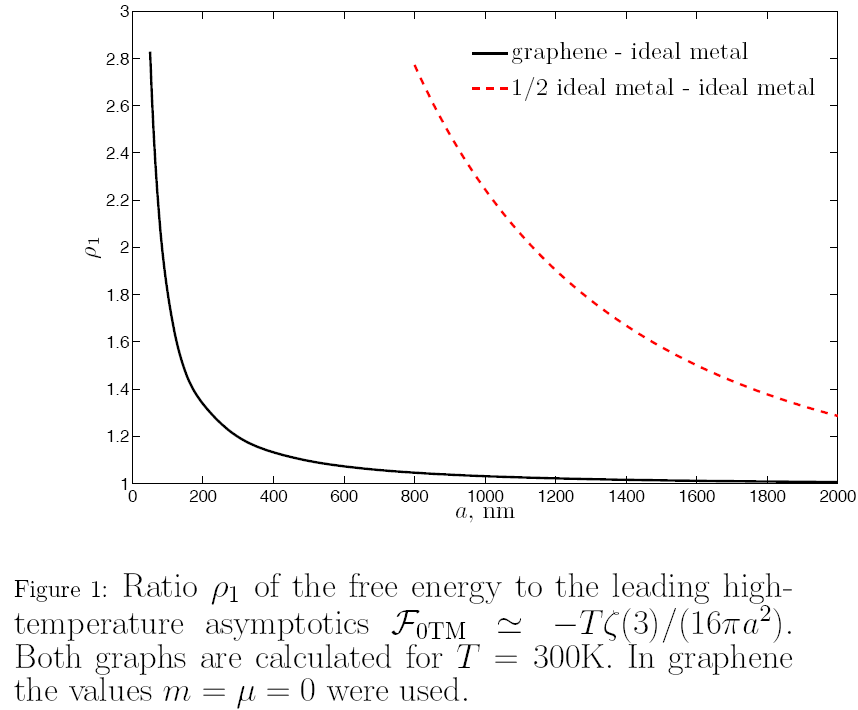 3
2.8
2.6
2.4
2.2
2
1.8
1.6
1.4
1.2
1
ρ₁
graphene - ideal metal
1/2 ideal metal - ideal metal
0 200 400 600 800 1000 1200 1400 1600 1800 2000
a, nm
Figure 1: Ratio ρ₁ of the free energy to the leading high-
temperature asymptotics ℱ₀TM ≃ −Tζ(3)/(16πa²).
Both graphs are calculated for T = 300K. In graphene
the values m = μ = 0 were used.